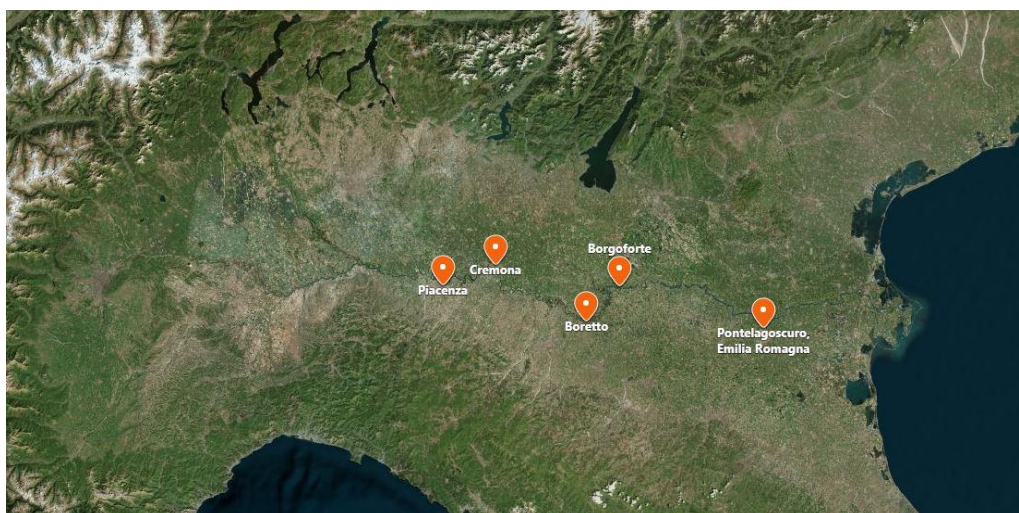 Borgoforte
Cremona
Piacenza
Boretto
Pontelagoscuro,
Emilia Romagna